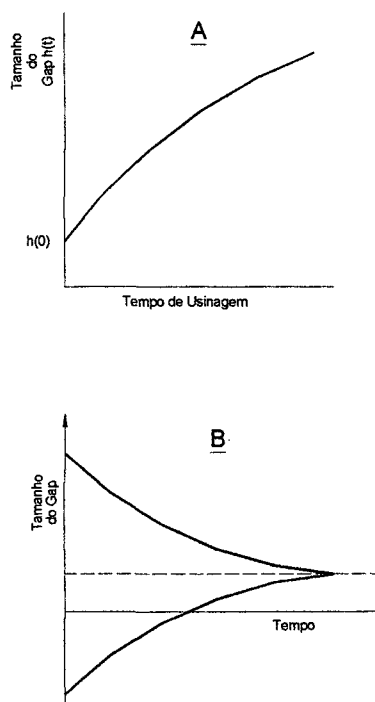 A
Tamanho
do
Gap h(t)
h(0)
Tempo de Usinagem
B
Tamanho
do Gap
Tempo